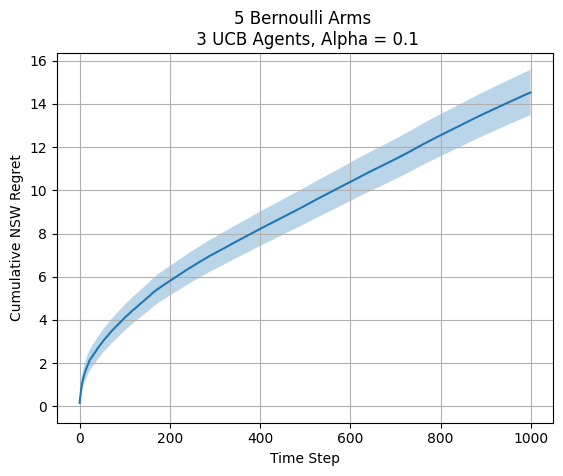 5 Bernoulli Arms
3 UCB Agents, Alpha = 0.1
Cumulative NSW Regret
16
14
12
10
8
6
4
2
0
0 200 400 600 800 1000
Time Step